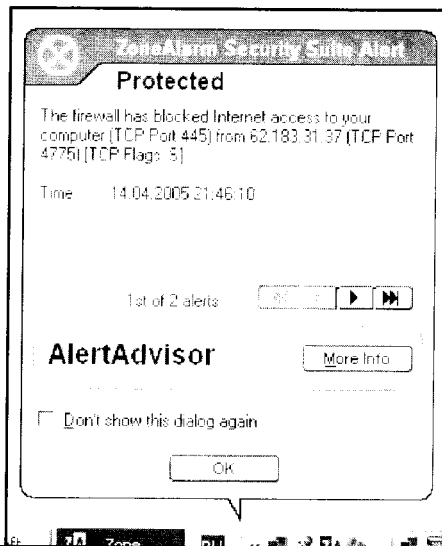 ZoneAlarm Security Suite Alert
Protected
The firewall has blocked Internet access to your
computer (TCP Port 445) from 62.183.31.37 (TCP Port
4775) [TCP Flags: S]
Time 14.04.2005 21:46:10
1st of 2 alerts
AlertAdvisor
More Info
Don't show this dialog again
OK
ZA Zone